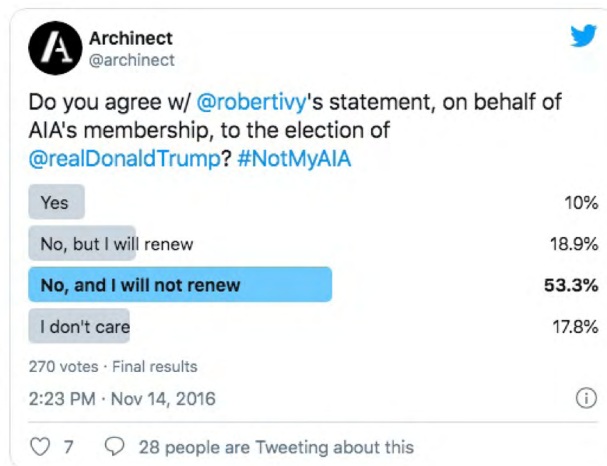 Archinect
@archinect
Do you agree w/ @robertivy's statement, on behalf of
AIA's membership, to the election of
@realDonaldTrump? #NotMyAIA
Yes 10%
No, but I will renew 18.9%
No, and I will not renew 53.3%
I don't care 17.8%
270 votes · Final results
2:23 PM · Nov 14, 2016
7 28 people are Tweeting about this